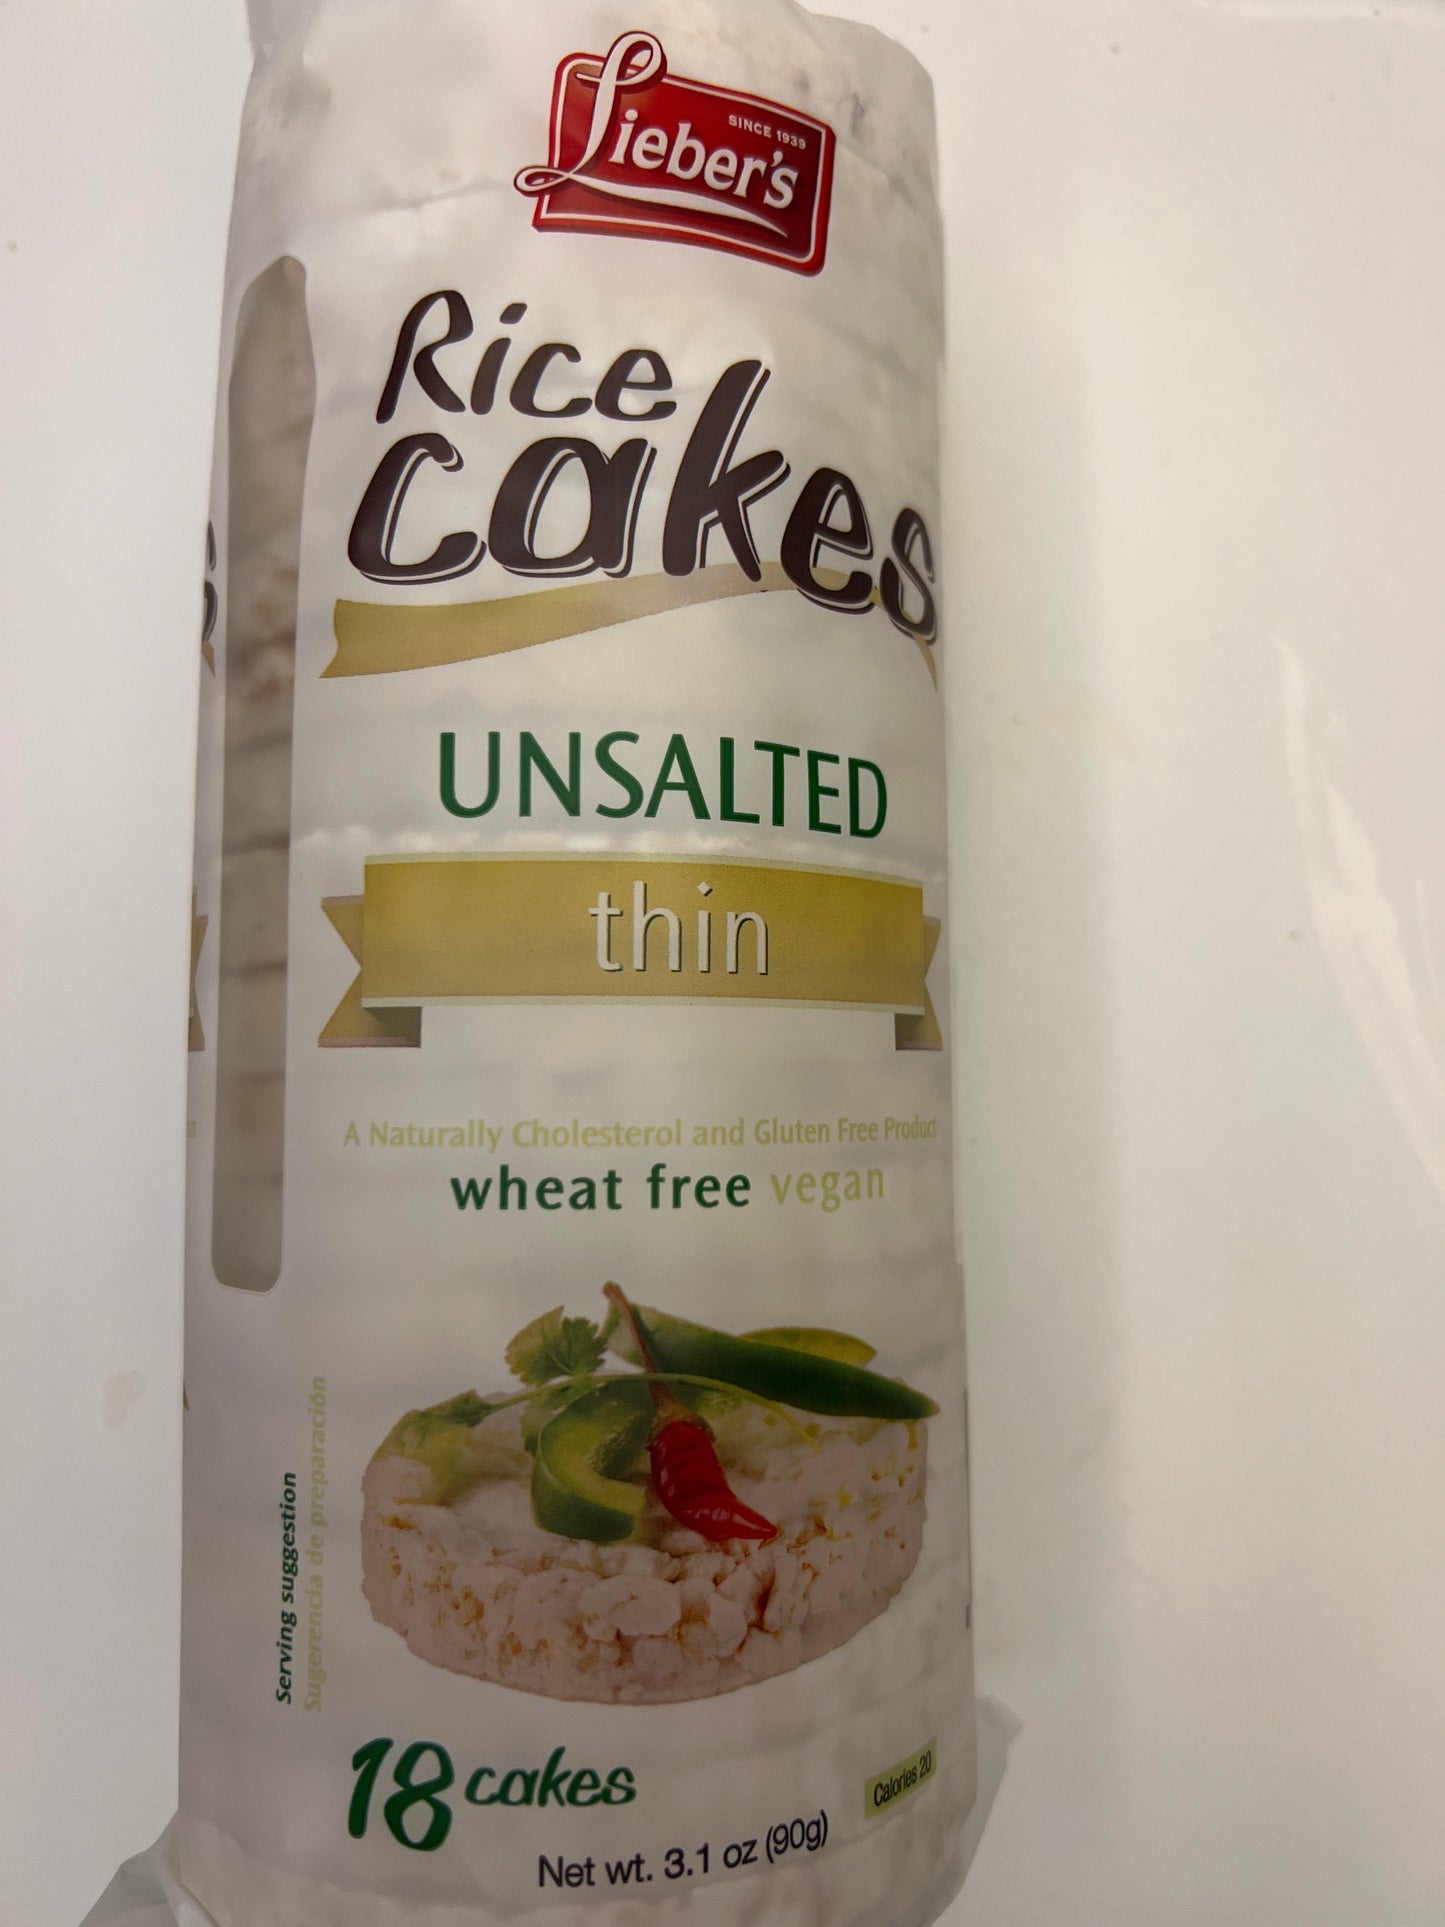 Lieber's
SINCE 1939
Rice
cakes
UNSALTED
thin
A Naturally Cholesterol and Gluten Free Product
wheat free vegan
Serving suggestion
Sugerencia de preparación
18 cakes
Calories 20
Net wt. 3.1 oz (90g)